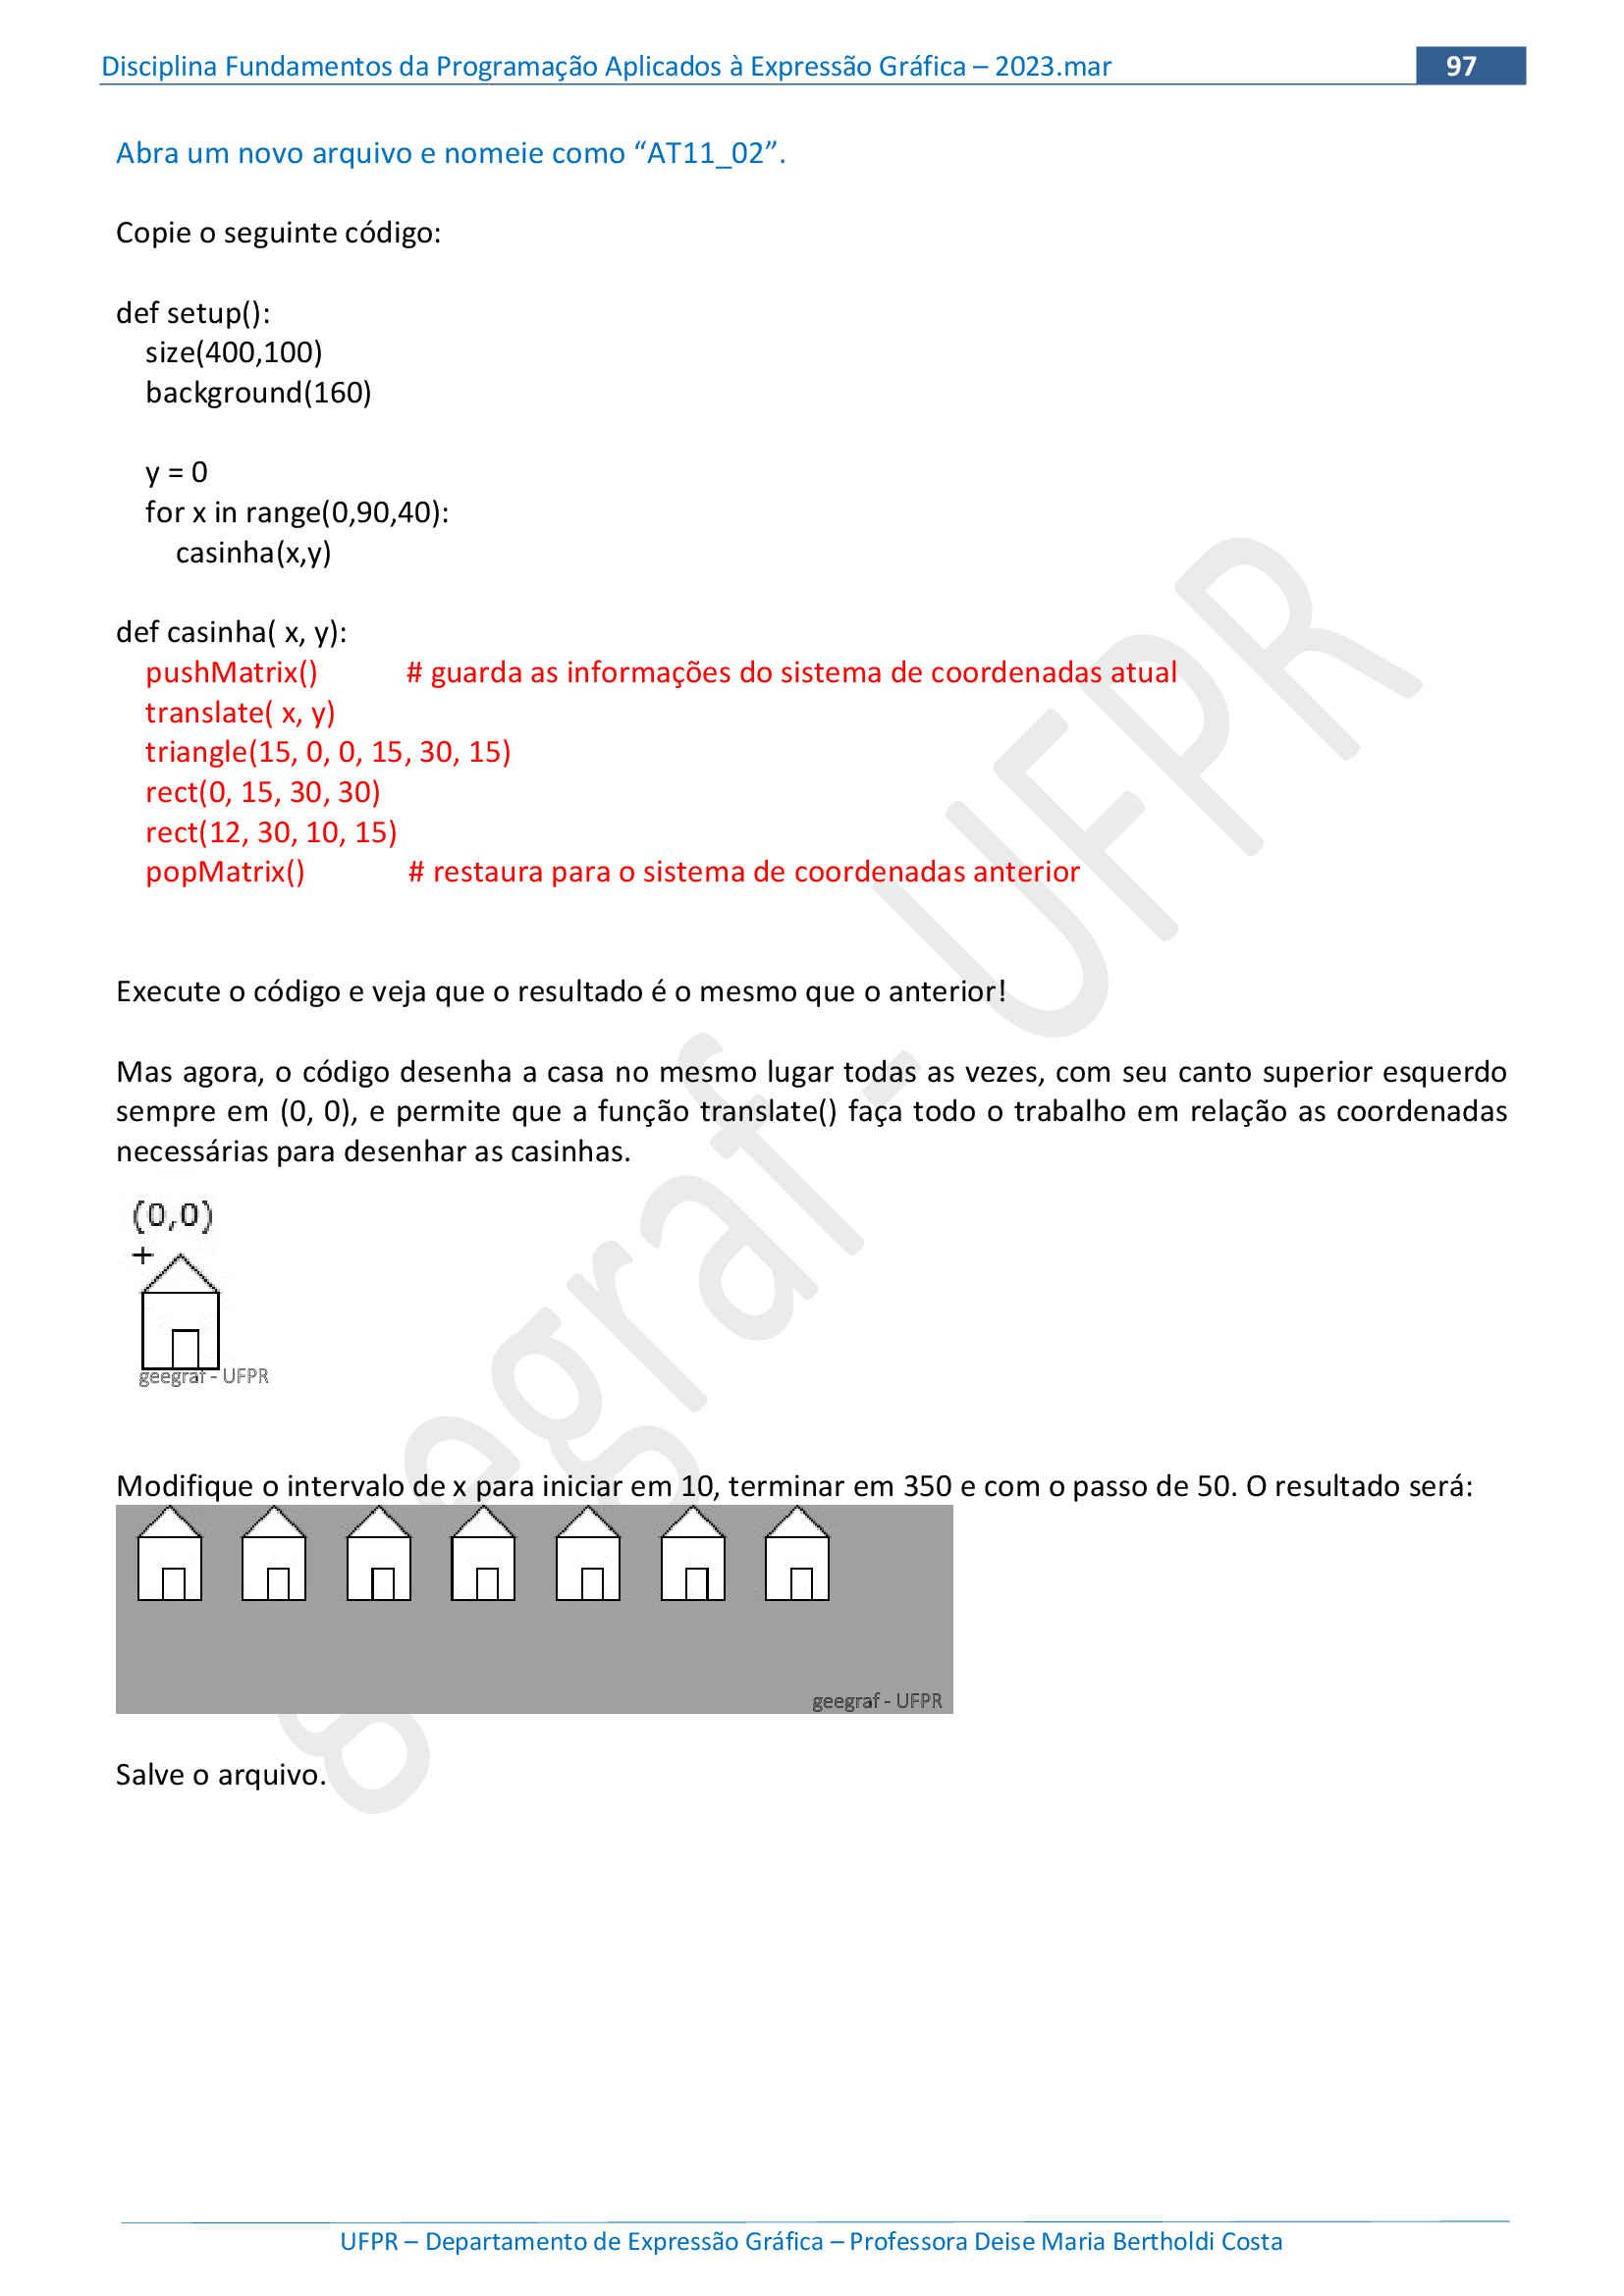 Disciplina Fundamentos da Programação Aplicados à Expressão Gráfica – 2023.mar 97
Abra um novo arquivo e nomeie como “AT11_02”.
Copie o seguinte código:
def setup():
size(400,100)
background(160)
y = 0
for x in range(0,90,40):
casinha(x,y)
def casinha( x, y):
pushMatrix() # guarda as informações do sistema de coordenadas atual
translate( x, y)
triangle(15, 0, 0, 15, 30, 15)
rect(0, 15, 30, 30)
rect(12, 30, 10, 15)
popMatrix() # restaura para o sistema de coordenadas anterior
Execute o código e veja que o resultado é o mesmo que o anterior!
Mas agora, o código desenha a casa no mesmo lugar todas as vezes, com seu canto superior esquerdo
sempre em (0, 0), e permite que a função translate() faça todo o trabalho em relação as coordenadas
necessárias para desenhar as casinhas.
(0,0)
+
geegraf - UFPR
Modifique o intervalo de x para iniciar em 10, terminar em 350 e com o passo de 50. O resultado será:
geegraf - UFPR
Salve o arquivo.
geegraf - UFPR
UFPR – Departamento de Expressão Gráfica – Professora Deise Maria Bertholdi Costa